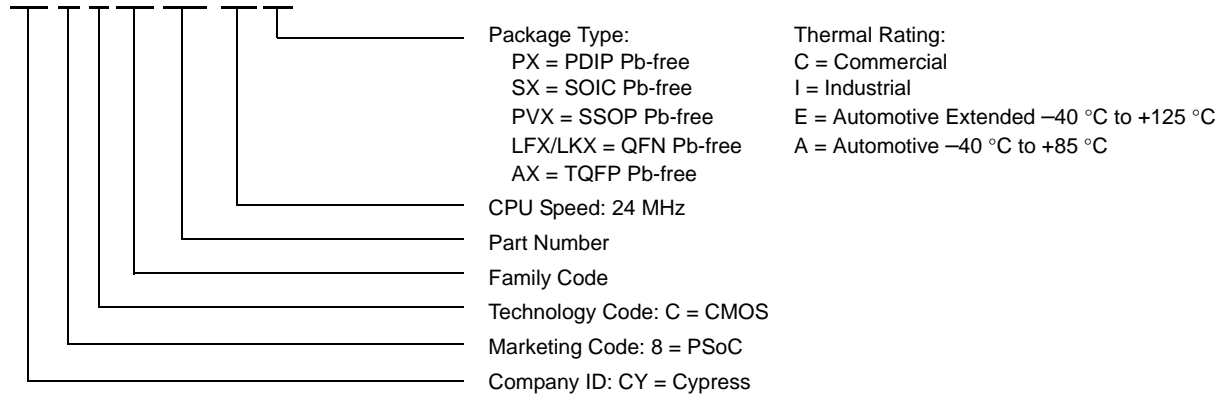 Package Type:
PX = PDIP Pb-free
SX = SOIC Pb-free
PVX = SSOP Pb-free
LFX/LKX = QFN Pb-free
AX = TQFP Pb-free
Thermal Rating:
C = Commercial
I = Industrial
E = Automotive Extended –40 °C to +125 °C
A = Automotive –40 °C to +85 °C
CPU Speed: 24 MHz
Part Number
Family Code
Technology Code: C = CMOS
Marketing Code: 8 = PSoC
Company ID: CY = Cypress